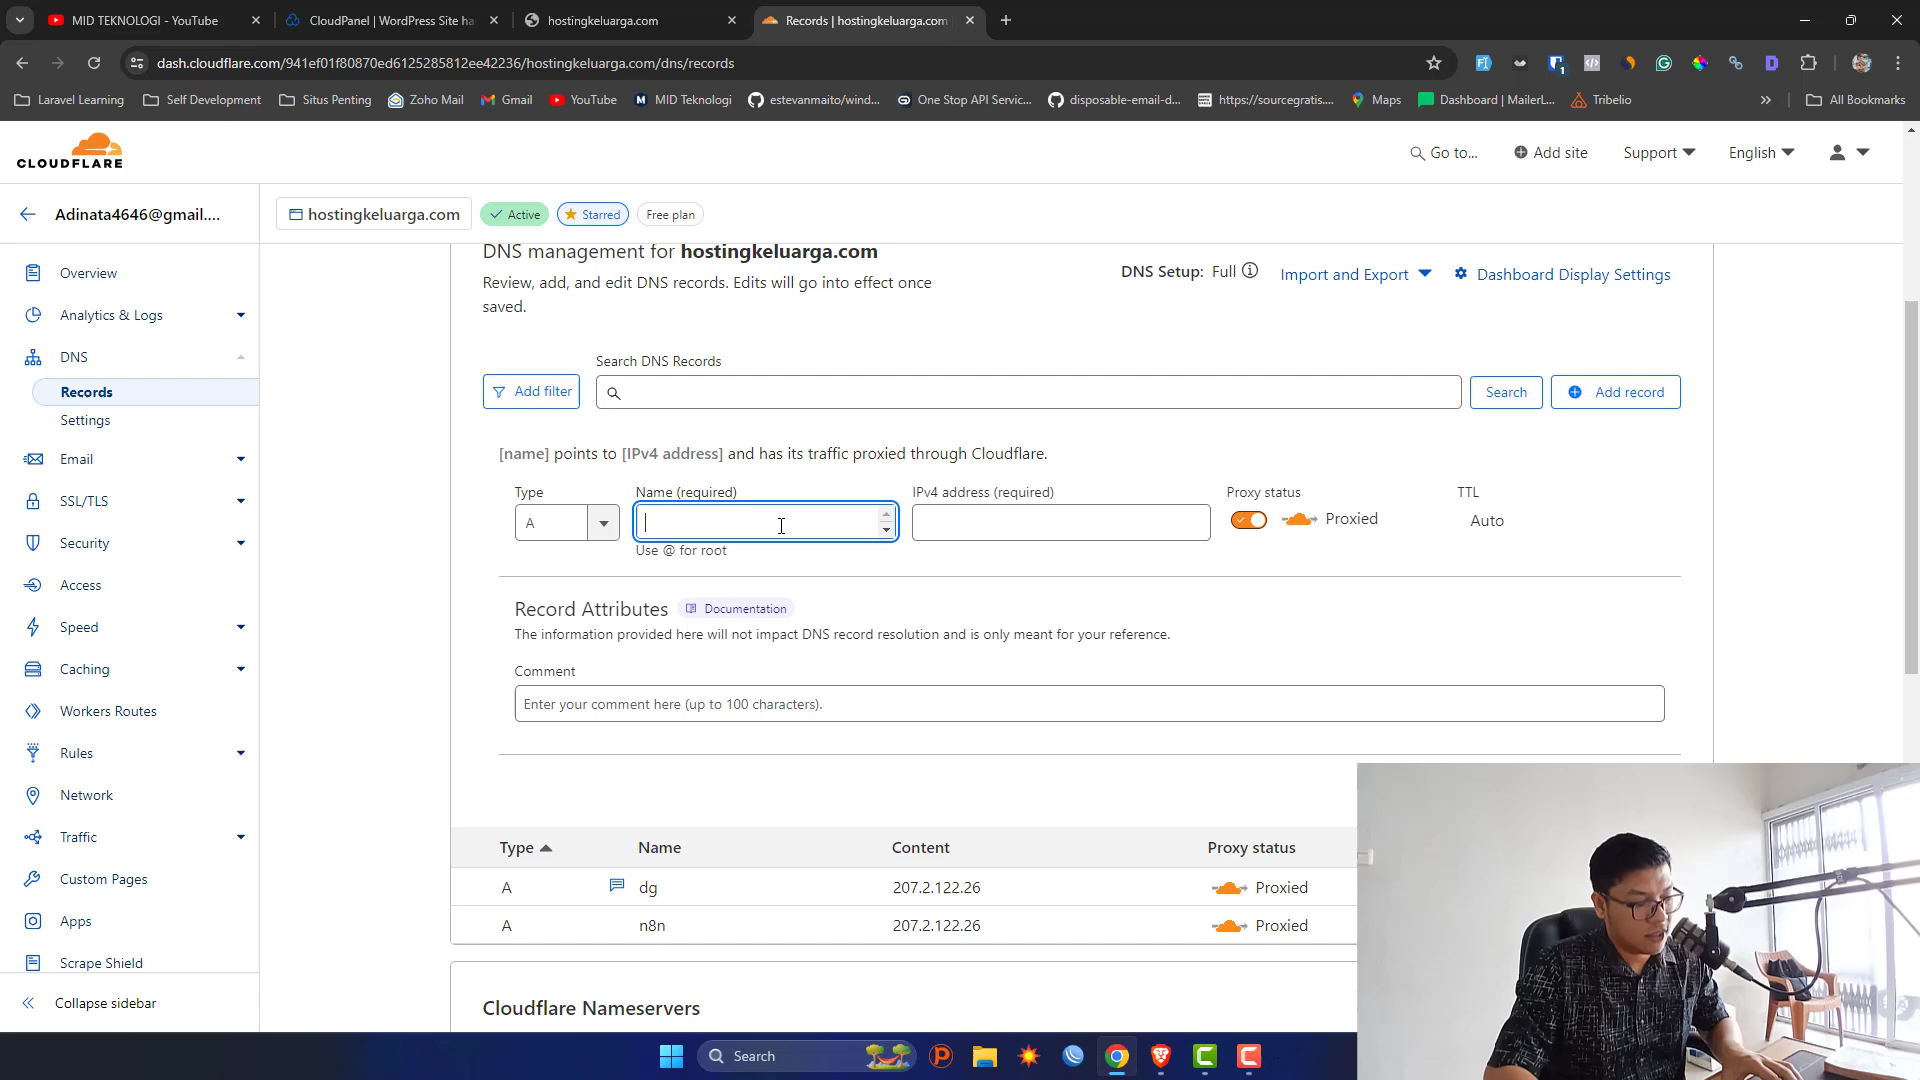 MID TEKNOLOGI - YouTube
CloudPanel | WordPress Site ha
hostingkeluarga.com
Records | hostingkeluarga.com
dash.cloudflare.com/941ef01f80870ed6125285812ee42236/hostingkeluarga.com/dns/records
Laravel Learning
Self Development
Situs Penting
Zoho Mail
Gmail
YouTube
MID Teknologi
estevanmaito/wind...
One Stop API Servic...
disposable-email-d...
https://sourcegratis....
Maps
Dashboard | MailerL...
Tribelio
All Bookmarks
CLOUDFLARE
Go to...
Add site
Support
English
Adinata4646@gmail....
hostingkeluarga.com
Active
Starred
Free plan
Overview
Analytics & Logs
DNS
Records
Settings
Email
SSL/TLS
Security
Access
Speed
Caching
Workers Routes
Rules
Network
Traffic
Custom Pages
Apps
Scrape Shield
Collapse sidebar
DNS management for hostingkeluarga.com
Review, add, and edit DNS records. Edits will go into effect once
saved.
DNS Setup: Full
Import and Export
Dashboard Display Settings
Search DNS Records
Add filter
Search
Add record
[name] points to [IPv4 address] and has its traffic proxied through Cloudflare.
Type
Name (required)
IPv4 address (required)
Proxy status
TTL
A
Proxied
Auto
Use @ for root
Record Attributes
Documentation
The information provided here will not impact DNS record resolution and is only meant for your reference.
Comment
Enter your comment here (up to 100 characters).
Type Name Content Proxy status
A dg 207.2.122.26 Proxied
A n8n 207.2.122.26 Proxied
Cloudflare Nameservers
Search